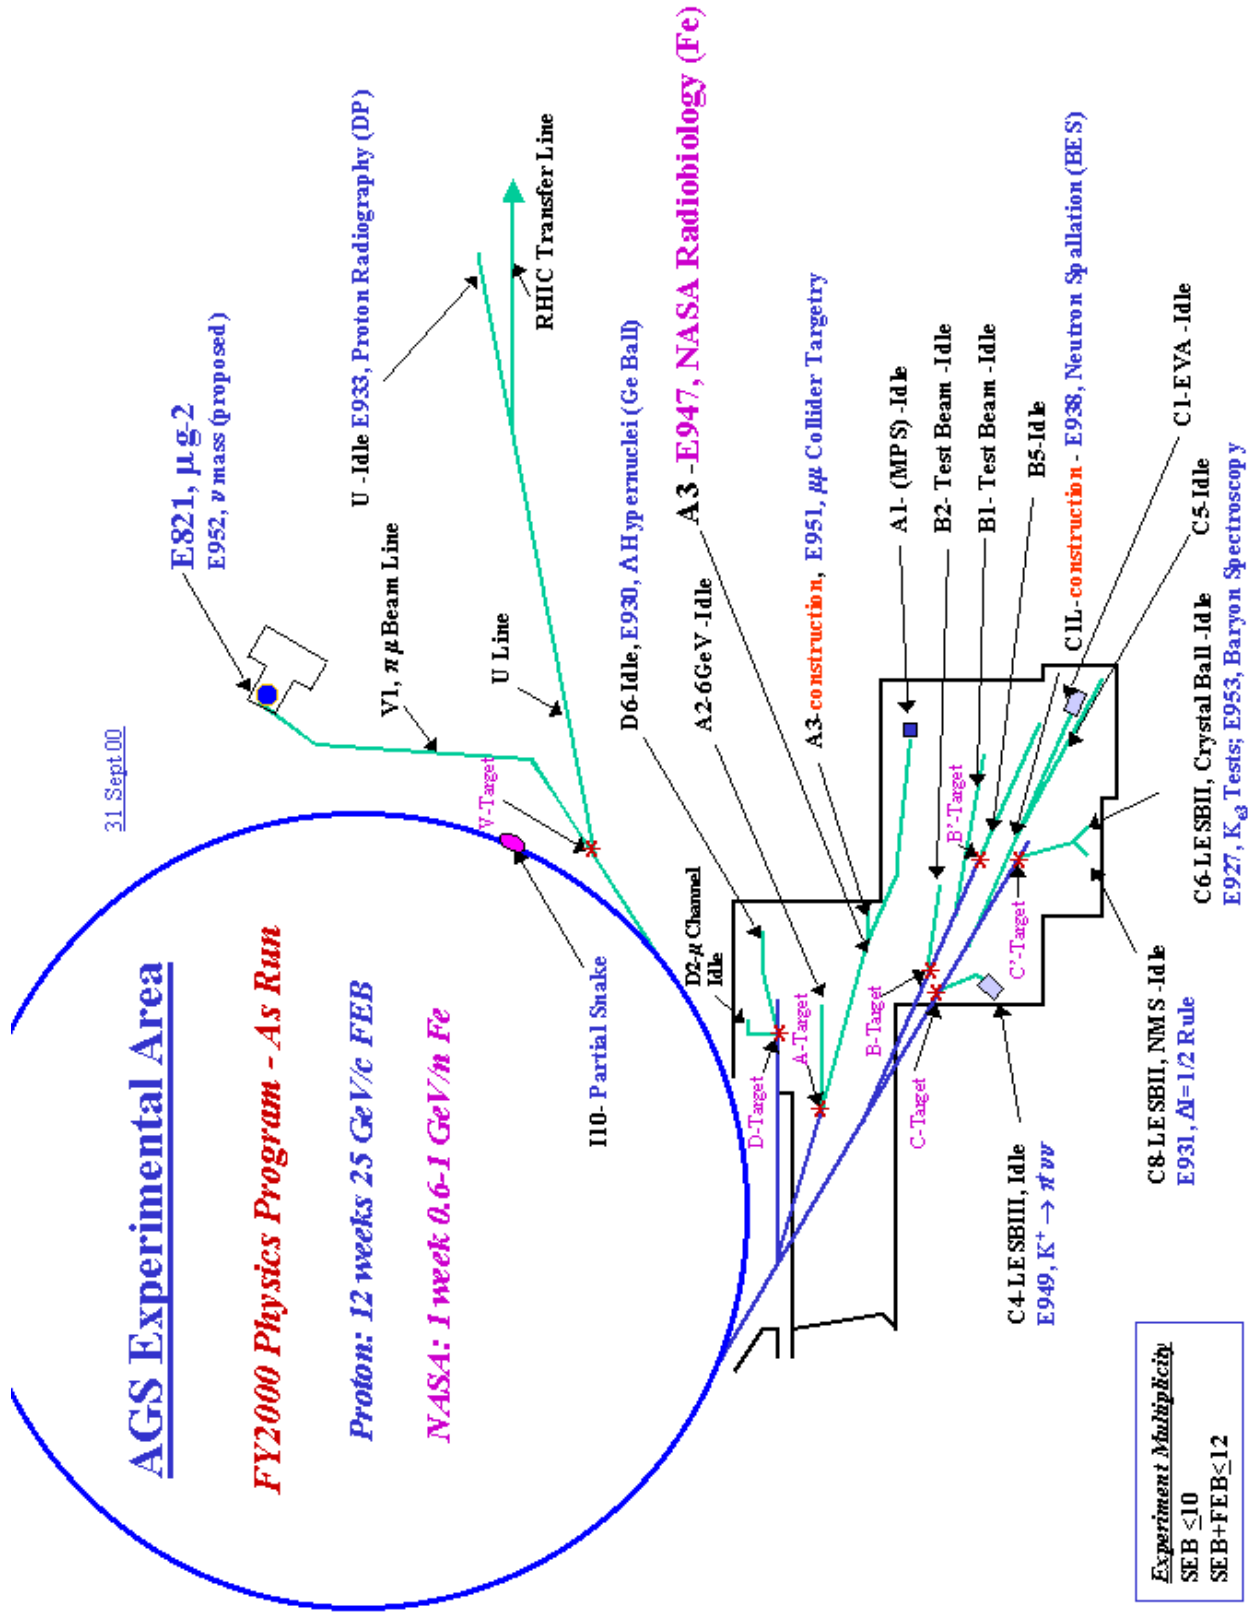 AGS Experimental Area
31 Sept 00
FY2000 Physics Program - As Run
Proton: 12 weeks 25 GeV/c FEB
NASA: 1 week 0.6-1 GeV/n Fe
E821, μ g-2
E952, ν mass (proposed)
U - Idle E933, Proton Radiography (DP)
V1, π μ Beam Line
U Line
RHIC Transfer Line
V-Target
I10- Partial Snake
D6-Idle, E930, Λ Hypernuclei (Ge Ball)
A3 -E947, NASA Radiobiology (Fe)
A2-6GeV -Idle
D2-μ Channel
Idle
A3-construction, E951, μμ Collider Targetry
D-Target
A-Target
A1- (MPS) -Idle
B-Target
B2- Test Beam -Idle
C-Target
B'-Target
B1- Test Beam -Idle
C'-Target
B5-Idle
C1L- construction - E938, Neutron Spallation (BES)
C1-EVA -Idle
C5-Idle
C4-LESBIII, Idle
E949, K⁺ → π⁺νν
C8-LESBII, NMS -Idle
E931, ΔI=1/2 Rule
C6-LESBII, Crystal Ball -Idle
E927, Ke3 Tests; E953, Baryon Spectroscopy
Experiment Multiplicity
SEB ≤10
SEB+FEB≤12